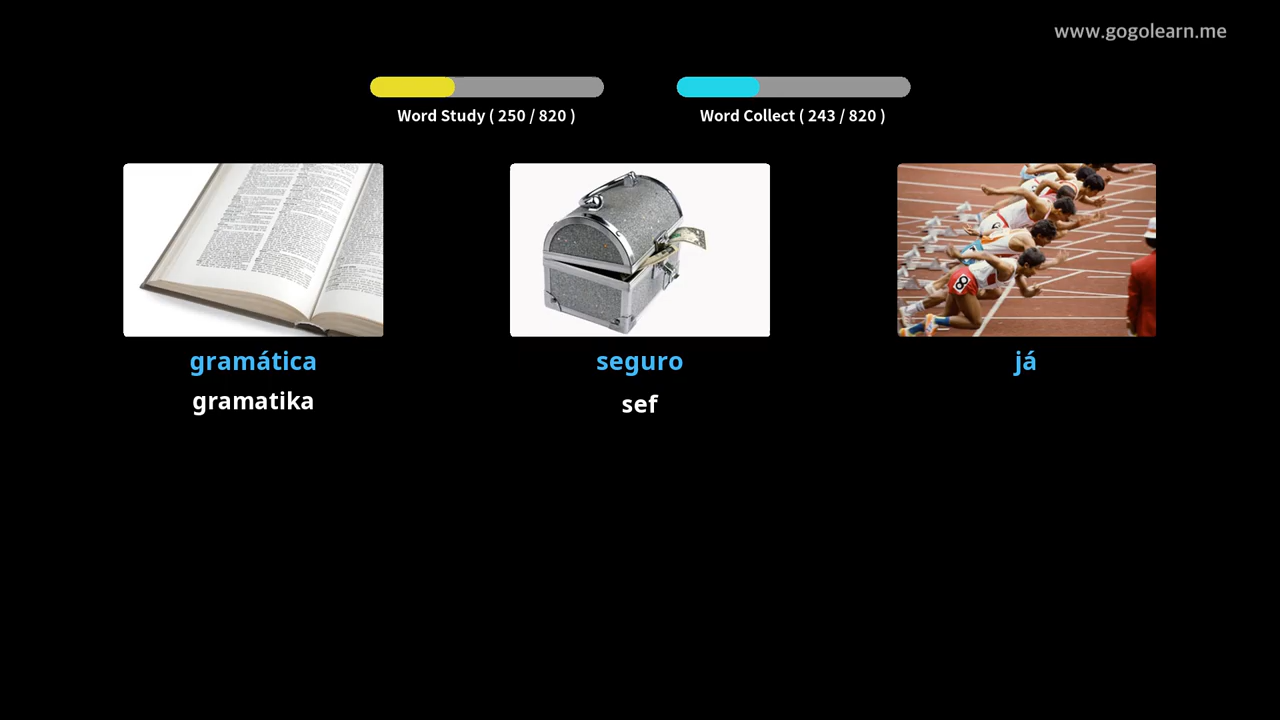 www.gogolearn.me
Word Study ( 250 / 820 )
Word Collect ( 243 / 820 )
gramática
seguro
já
gramatika
sef